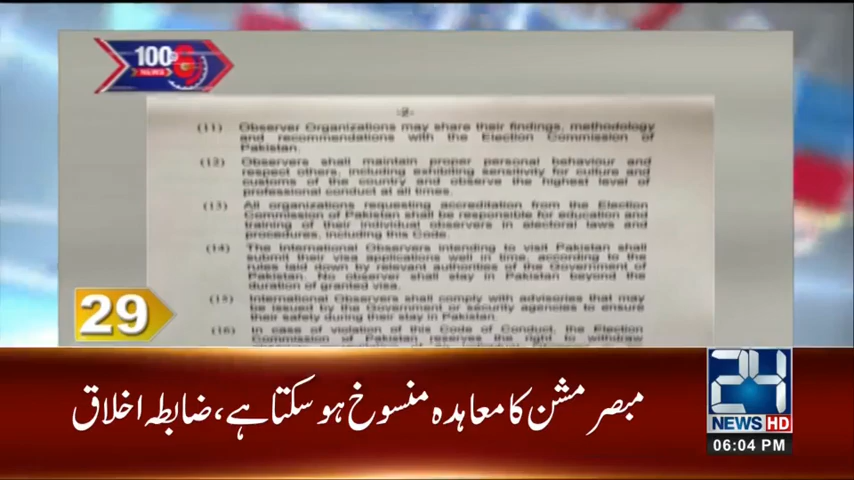 100
-2-
(11) Observer Organizations may share their findings, methodology
and recommendations with the Election Commission of
Pakistan.
(12) Observers shall maintain proper personal behaviour and
respect others, including exhibiting sensitivity for culture and
customs of the country and observe the highest level of
professional conduct at all times.
(13) All organizations requesting accreditation from the Election
Commission of Pakistan shall be responsible for education and
training of their individual observers in electoral laws and
procedures, including this Code.
(14) The International Observers intending to visit Pakistan shall
submit their visa applications well in time, according to the
rules laid down by relevant authorities of the Government of
Pakistan. No observer shall stay in Pakistan beyond the
duration of granted visa.
(15) International Observers shall comply with advisories that may
be issued by the Government or security agencies to ensure
their safety during their stay in Pakistan.
(16) In case of violation of this Code of Conduct, the Election
Commission of Pakistan reserves the right to withdraw
29
مبصر مشن کا معاہدہ منسوخ ہو سکتا ہے، ضابطہ اخلاق
24
NEWS HD
06:04 PM